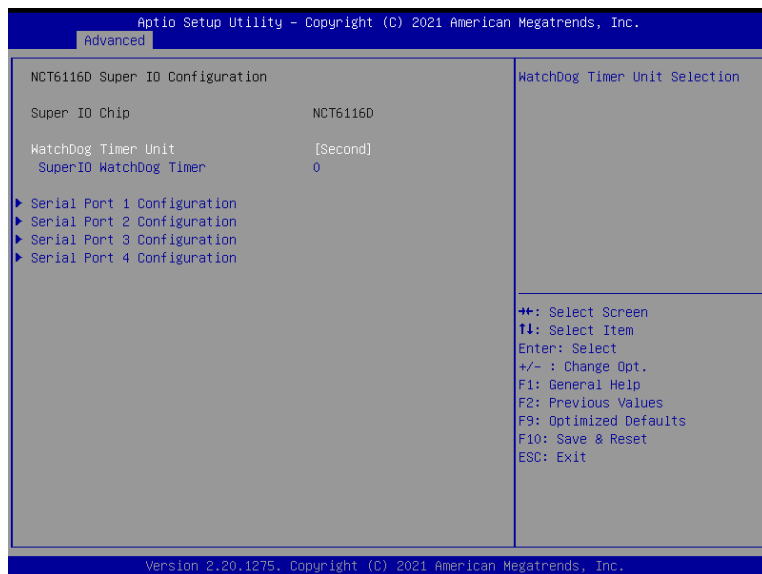 Aptio Setup Utility – Copyright (C) 2021 American Megatrends, Inc.
Advanced
NCT6116D Super IO Configuration
Super IO Chip NCT6116D
WatchDog Timer Unit [Second]
SuperIO WatchDog Timer 0
Serial Port 1 Configuration
Serial Port 2 Configuration
Serial Port 3 Configuration
Serial Port 4 Configuration
WatchDog Timer Unit Selection
→←: Select Screen
↑↓: Select Item
Enter: Select
+/- : Change Opt.
F1: General Help
F2: Previous Values
F9: Optimized Defaults
F10: Save & Reset
ESC: Exit
Version 2.20.1275. Copyright (C) 2021 American Megatrends, Inc.